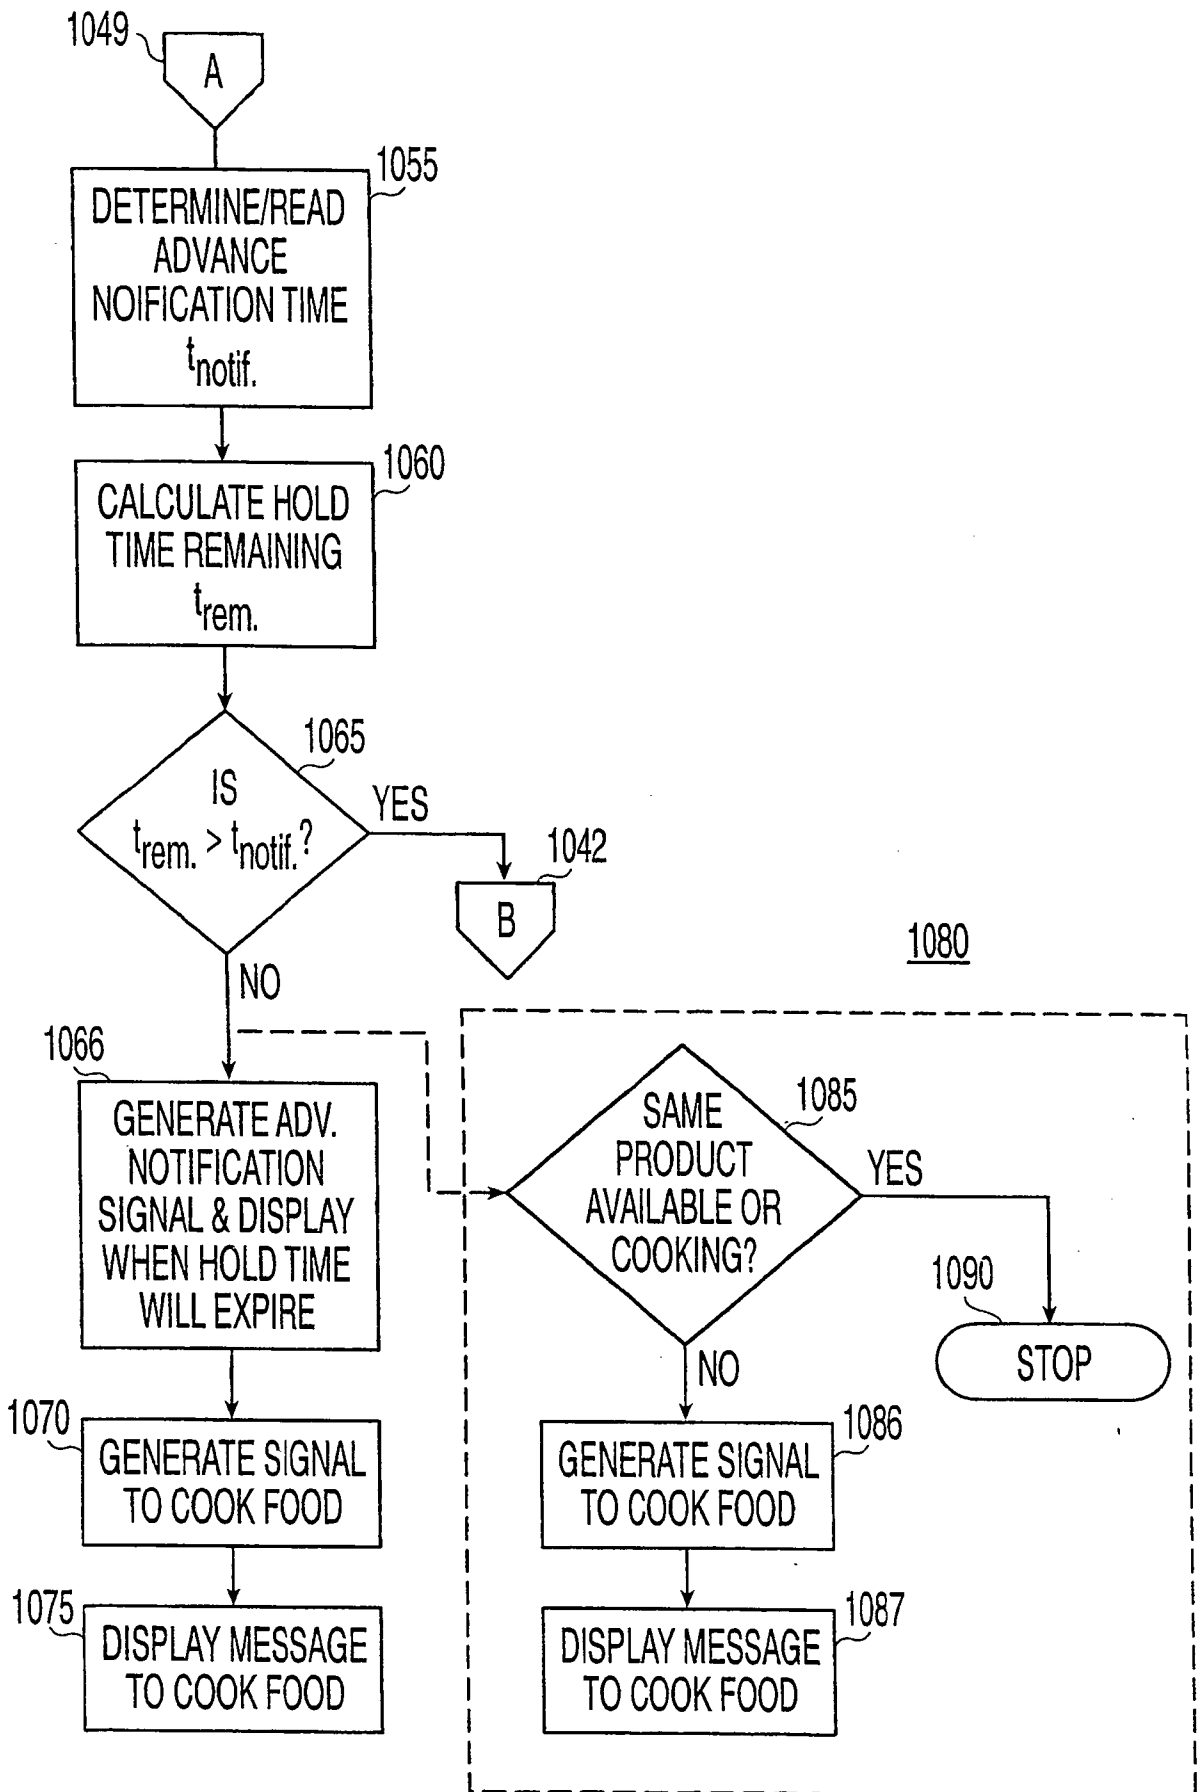 1049
A
1055
DETERMINE/READ
ADVANCE
NOIFICATION TIME
tnotif.
1060
CALCULATE HOLD
TIME REMAINING
trem.
1065
IS
trem. > tnotif.?
YES
1042
B
NO
1080
1066
GENERATE ADV.
NOTIFICATION
SIGNAL & DISPLAY
WHEN HOLD TIME
WILL EXPIRE
1085
SAME
PRODUCT
AVAILABLE OR
COOKING?
YES
1090
STOP
NO
1070
GENERATE SIGNAL
TO COOK FOOD
1086
GENERATE SIGNAL
TO COOK FOOD
1075
DISPLAY MESSAGE
TO COOK FOOD
1087
DISPLAY MESSAGE
TO COOK FOOD